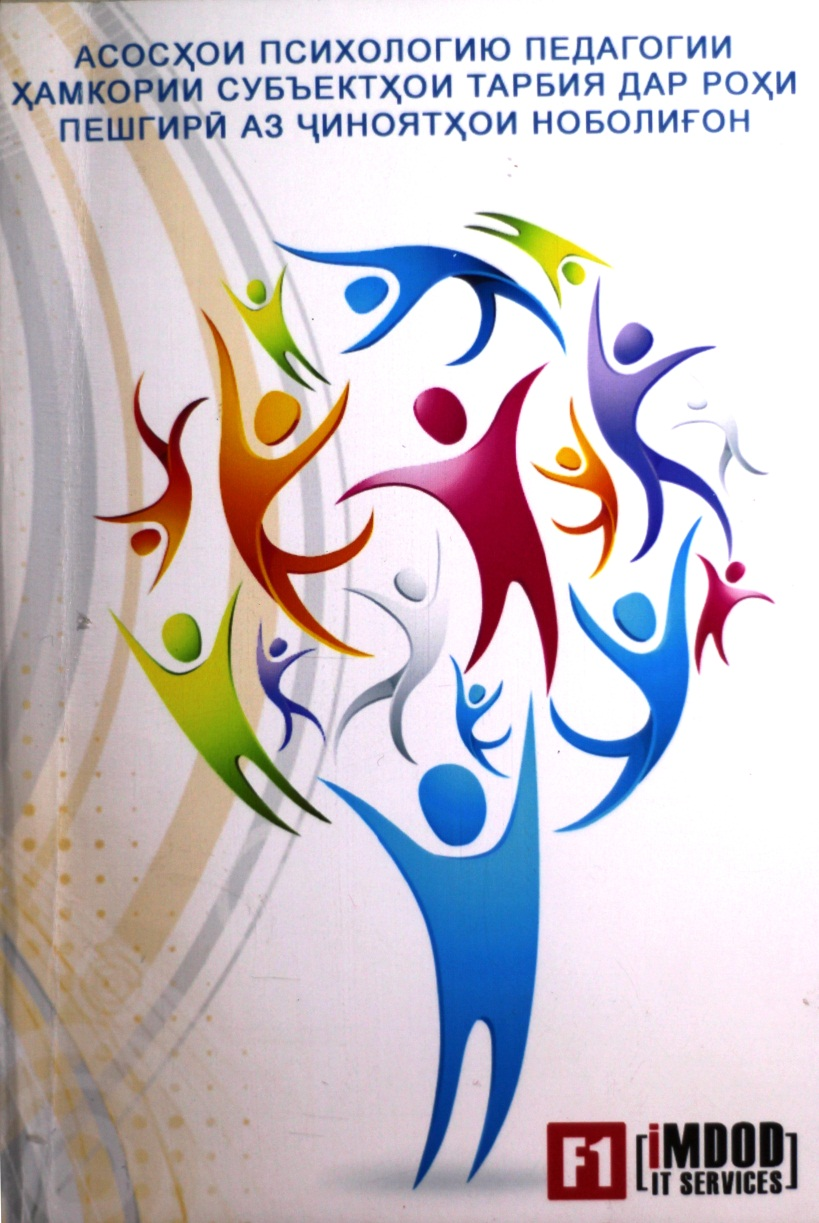 АСОСҲОИ ПСИХОЛОГИЮ ПЕДАГОГИИ
ҲАМКОРИИ СУБЪЕКТҲОИ ТАРБИЯ ДАР РОҲИ
ПЕШГИРӢ АЗ ҶИНОЯТҲОИ НОБОЛИҒОН
F1
iMDOD
IT SERVICES